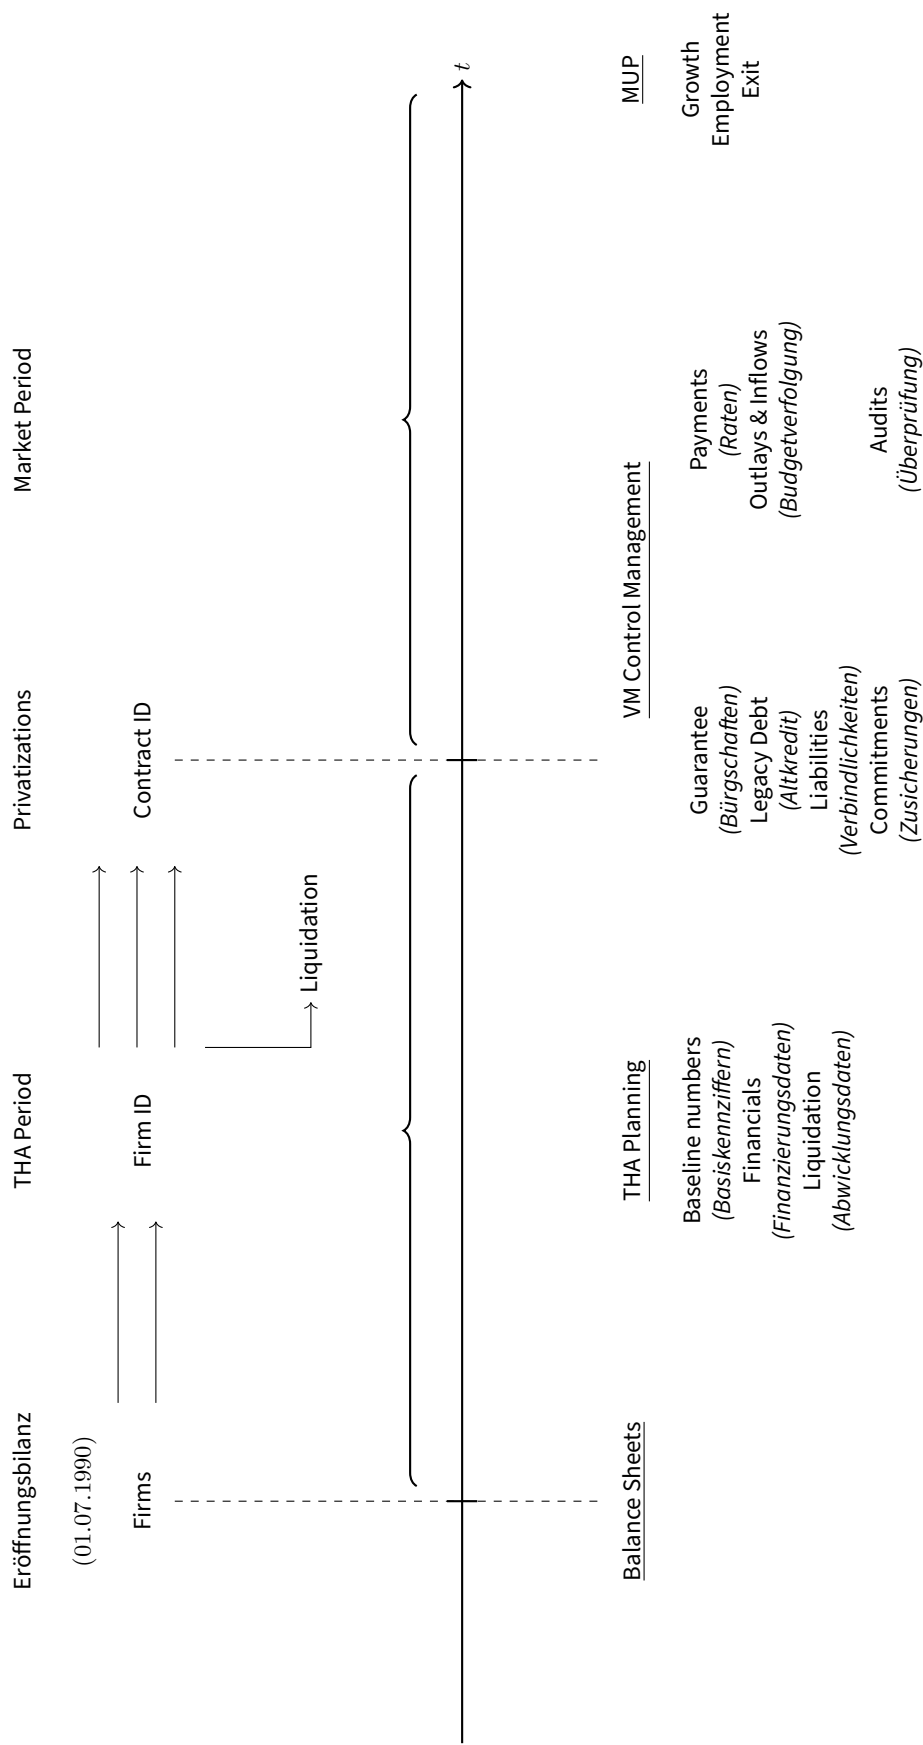 Eröffnungsbilanz
THA Period
Privatizations
Market Period
(01.07.1990)
Firms
Firm ID
Contract ID
Liquidation
t
Balance Sheets
THA Planning
VM Control Management
MUP
Baseline numbers
(Basiskennziffern)
Financials
(Finanzierungsdaten)
Liquidation
(Abwicklungsdaten)
Guarantee
(Bürgschaften)
Legacy Debt
(Altkredit)
Liabilities
(Verbindlichkeiten)
Commitments
(Zusicherungen)
Payments
(Raten)
Outlays & Inflows
(Budgetverfolgung)
Audits
(Überprüfung)
Growth
Employment
Exit